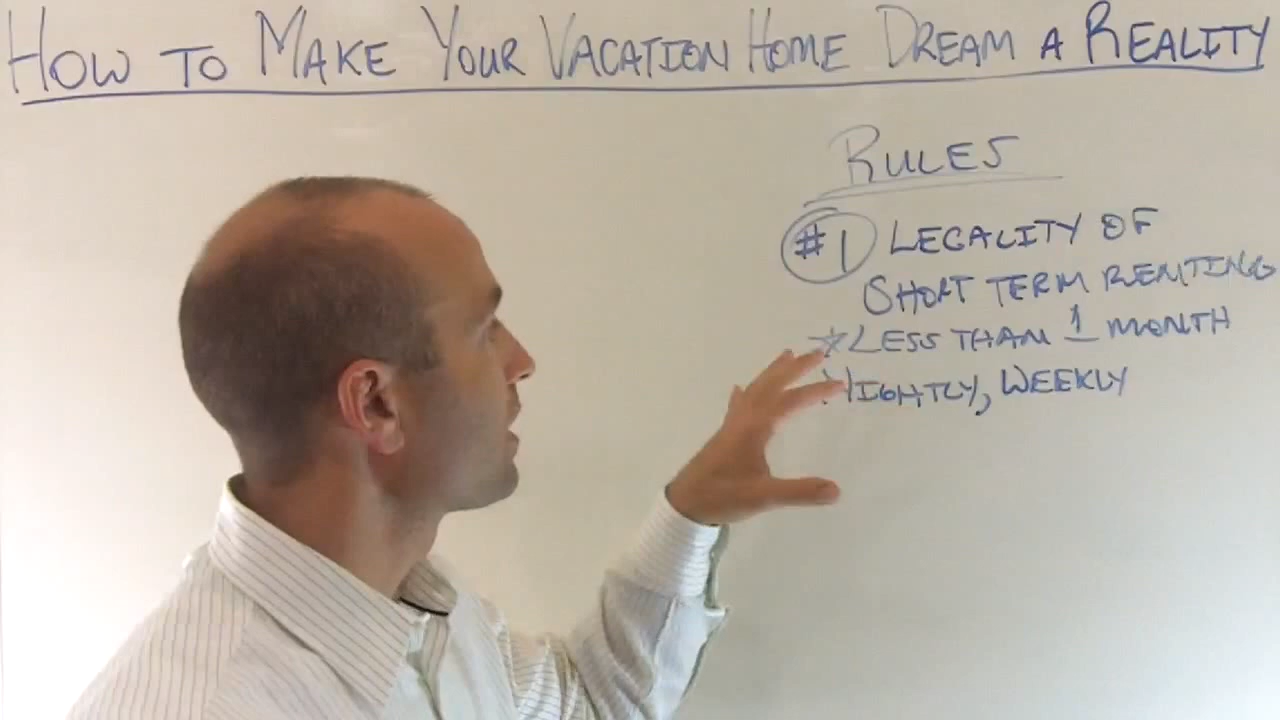 HOW TO MAKE YOUR VACATION HOME DREAM A REALITY
RULES
#1 LEGALITY OF
SHORT TERM RENTING
☆LESS THAN 1 MONTH
NIGHTLY, WEEKLY